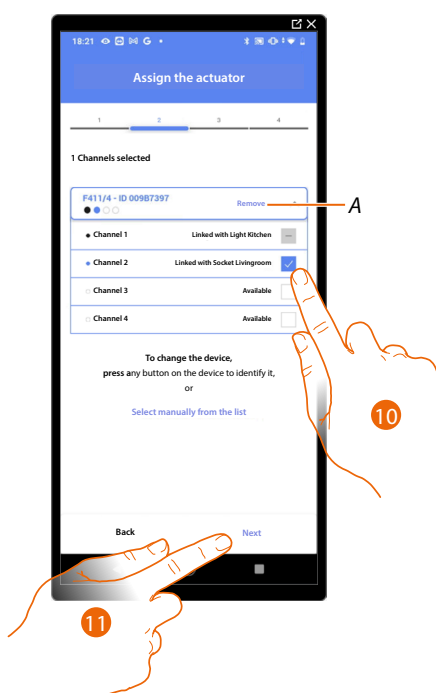 18:21 G
Assign the actuator
1 2 3 4
1 Channels selected
F411/4 - ID 009B7397
Remove
A
Channel 1 Linked with Light Kitchen
Channel 2 Linked with Socket Livingroom
Channel 3 Available
Channel 4 Available
To change the device,
press any button on the device to identify it,
or
Select manually from the list
10
Back Next
11